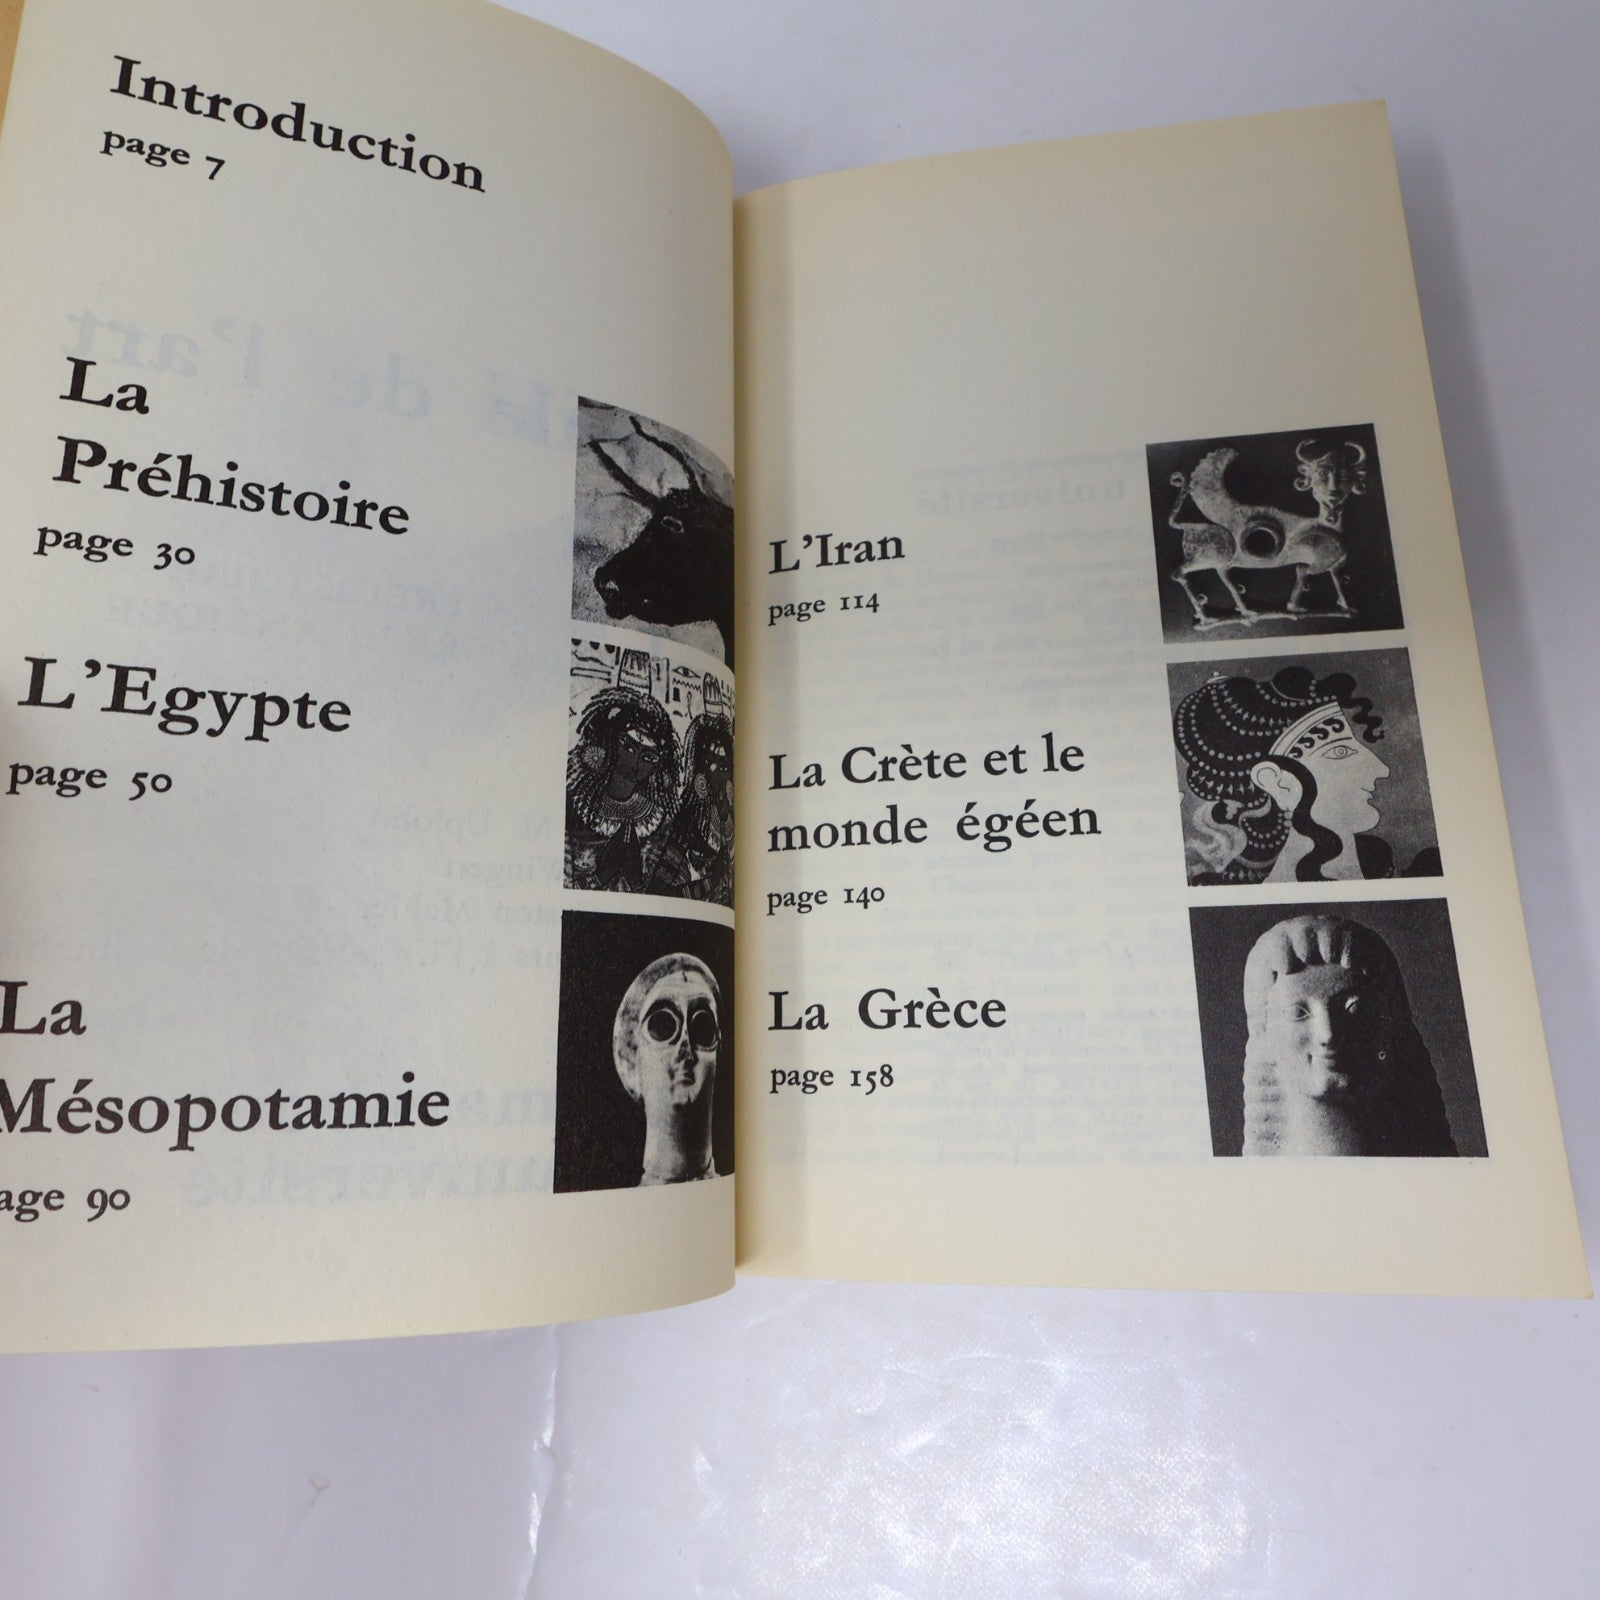 Introduction
page 7
La
Préhistoire
page 30
L'Egypte
page 50
La
Mésopotamie
age 90
L'Iran
page 114
La Crète et le
monde égéen
page 140
La Grèce
page 158